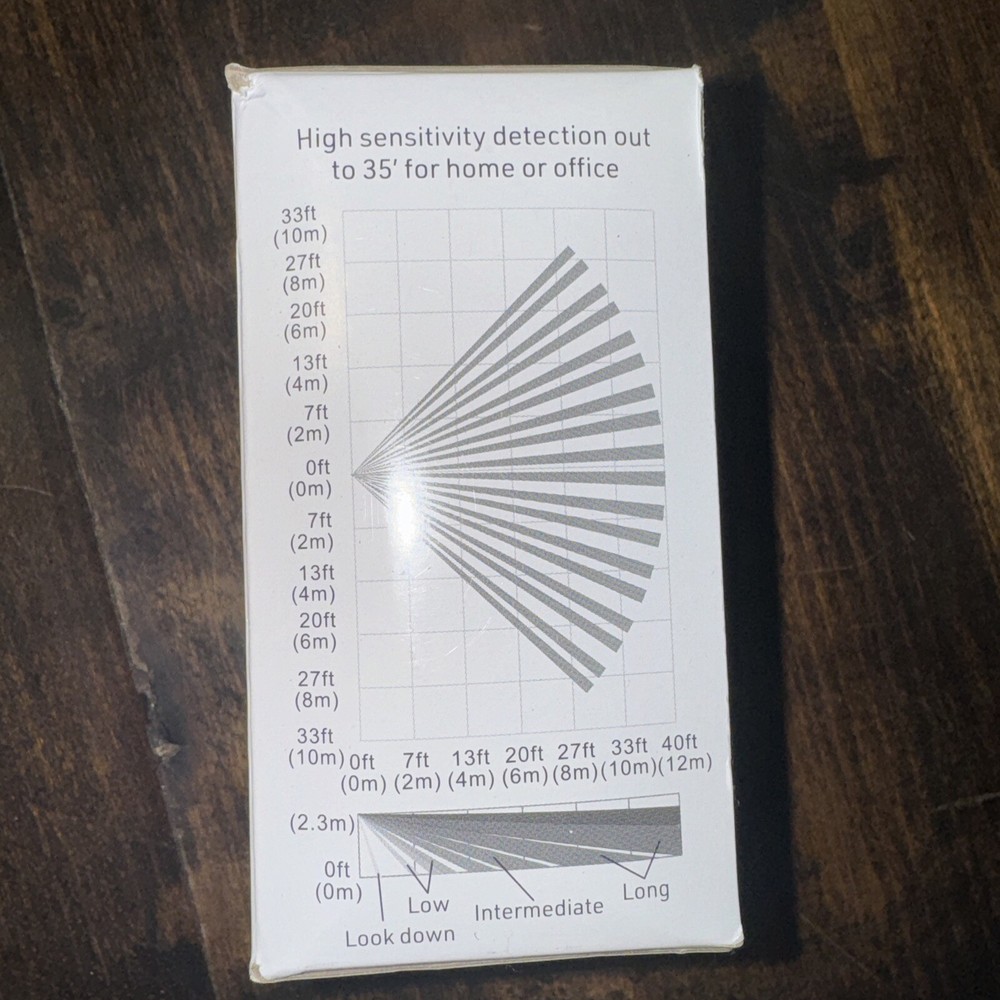 High sensitivity detection out
to 35' for home or office
33ft
(10m)
27ft
(8m)
20ft
(6m)
13ft
(4m)
7ft
(2m)
0ft
(0m)
7ft
(2m)
13ft
(4m)
20ft
(6m)
27ft
(8m)
33ft
(10m)
0ft 7ft 13ft 20ft 27ft 33ft 40ft
(0m) (2m) (4m) (6m) (8m) (10m) (12m)
(2.3m)
0ft
(0m)
Low Intermediate Long
Look down